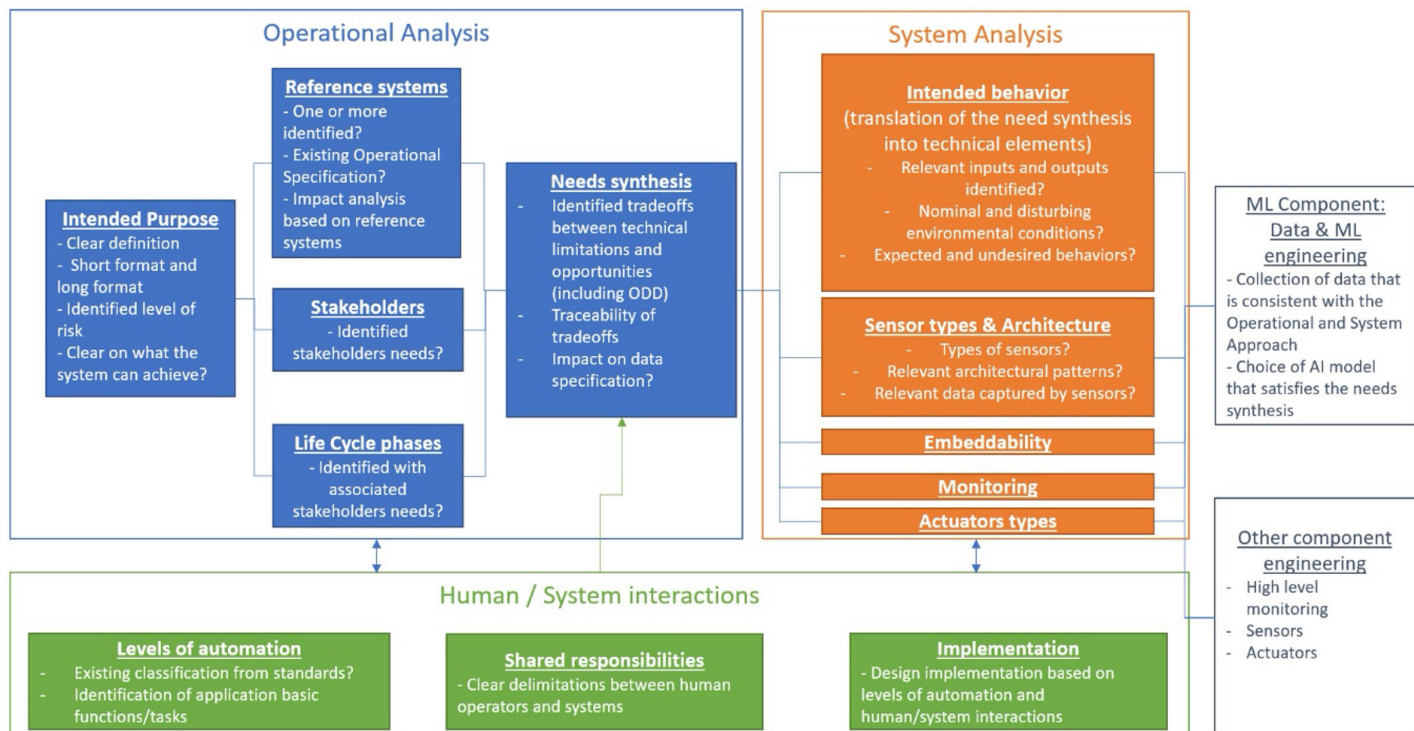 Operational Analysis
Intended Purpose
- Clear definition
- Short format and
long format
- Identified level of
risk
- Clear on what the
system can achieve?
Reference systems
- One or more
identified?
- Existing Operational
Specification?
- Impact analysis
based on reference
systems
Stakeholders
- Identified
stakeholders needs?
Life Cycle phases
- Identified with
associated
stakeholders needs?
Needs synthesis
- Identified tradeoffs
between technical
limitations and
opportunities
(including ODD)
- Traceability of
tradeoffs
- Impact on data
specification?
System Analysis
Intended behavior
(translation of the need synthesis
into technical elements)
- Relevant inputs and outputs
identified?
- Nominal and disturbing
environmental conditions?
- Expected and undesired behaviors?
Sensor types & Architecture
- Types of sensors?
- Relevant architectural patterns?
- Relevant data captured by sensors?
Embeddability
Monitoring
Actuators types
ML Component:
Data & ML
engineering
- Collection of data that
is consistent with the
Operational and System
Approach
- Choice of AI model
that satisfies the needs
synthesis
Other component
engineering
- High level
monitoring
- Sensors
- Actuators
Human / System interactions
Levels of automation
- Existing classification from standards?
- Identification of application basic
functions/tasks
Shared responsibilities
- Clear delimitations between human
operators and systems
Implementation
- Design implementation based on
levels of automation and
human/system interactions